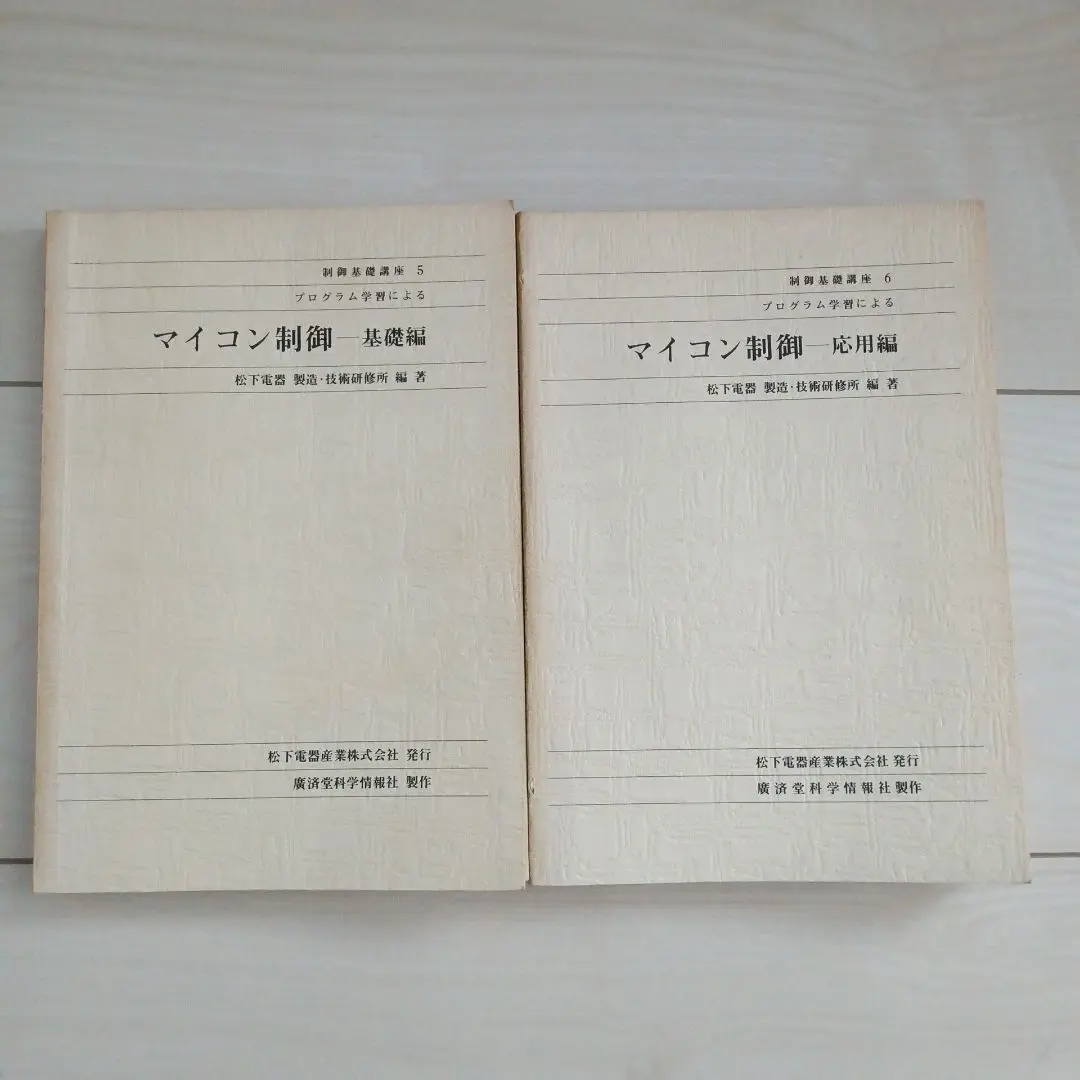 制御基礎講座 5
プログラム学習による
マイコン制御―基礎編
松下電器 製造・技術研修所 編著
松下電器産業株式会社 発行
廣済堂科学情報社 製作
制御基礎講座 6
プログラム学習による
マイコン制御―応用編
松下電器 製造・技術研修所 編著
松下電器産業株式会社 発行
廣済堂科学情報社 製作